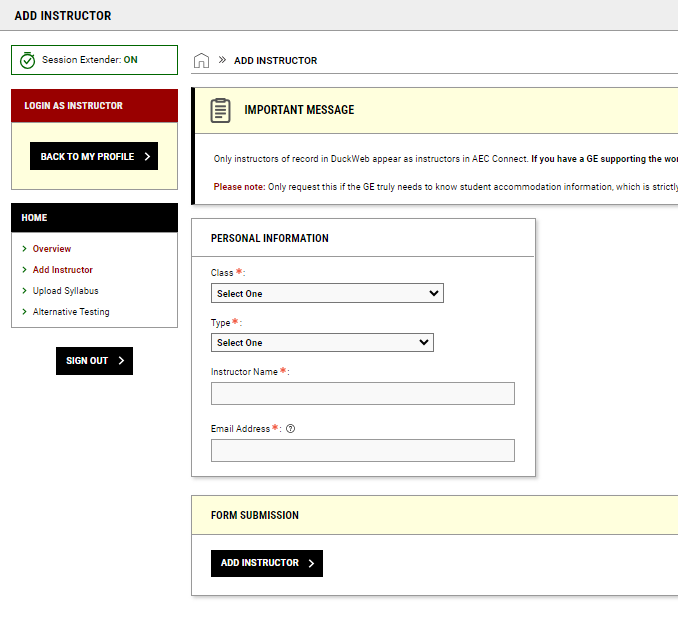 ADD INSTRUCTOR
Session Extender: ON
LOGIN AS INSTRUCTOR
BACK TO MY PROFILE
HOME
Overview
Add Instructor
Upload Syllabus
Alternative Testing
SIGN OUT
» ADD INSTRUCTOR
IMPORTANT MESSAGE
Only instructors of record in DuckWeb appear as instructors in AEC Connect. If you have a GE supporting the
Please note: Only request this if the GE truly needs to know student accommodation information, which is
PERSONAL INFORMATION
Class *:
Select One
Type *:
Select One
Instructor Name *:
Email Address *: ?
FORM SUBMISSION
ADD INSTRUCTOR